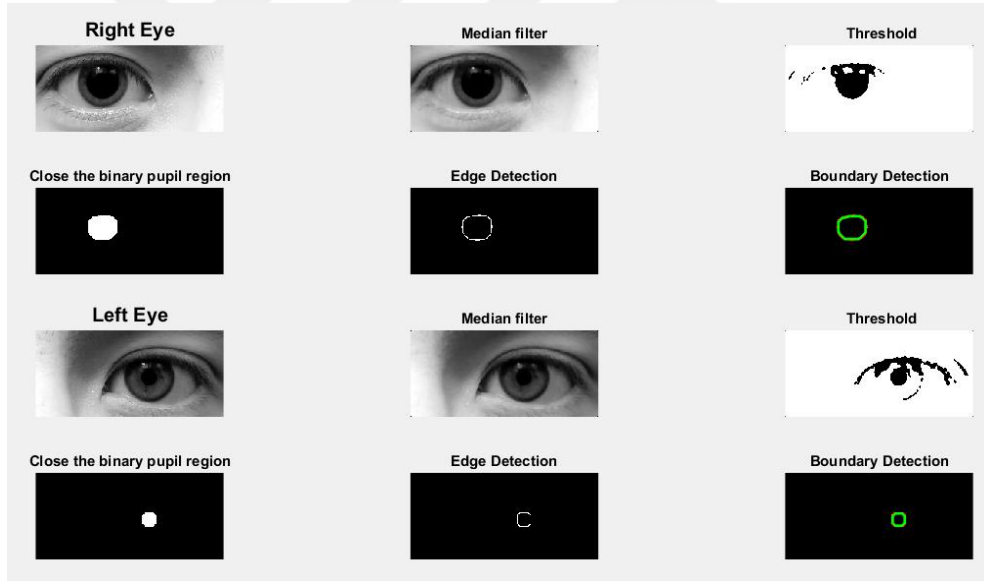 Right Eye
Median filter
Threshold
Close the binary pupil region
Edge Detection
Boundary Detection
Left Eye
Median filter
Threshold
Close the binary pupil region
Edge Detection
Boundary Detection